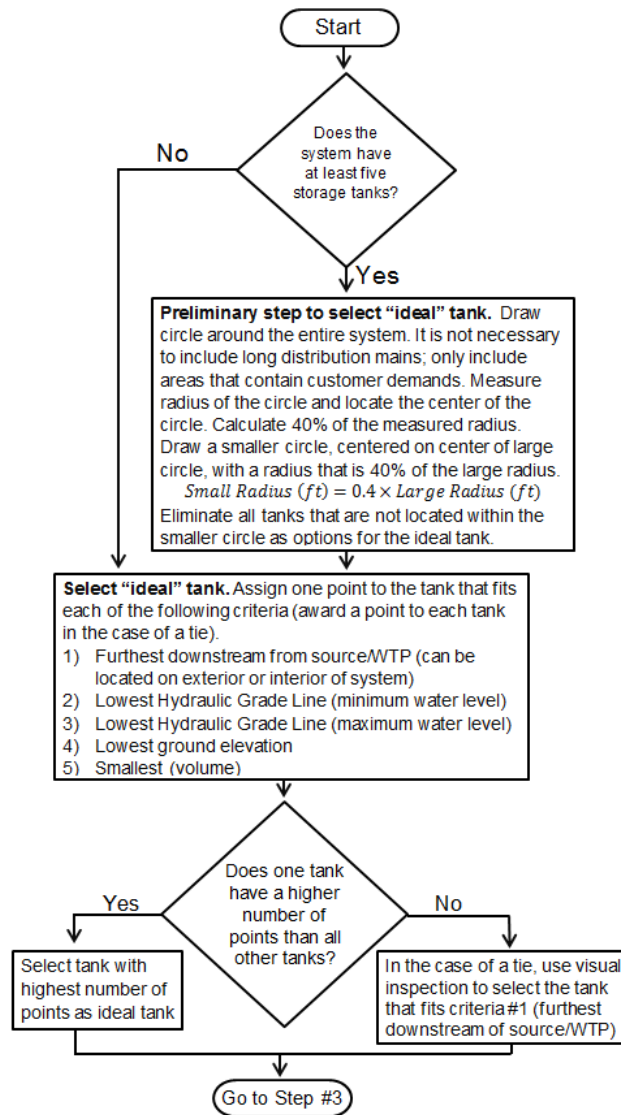 Start
Does the
system have
at least five
storage tanks?
No
Yes
Preliminary step to select “ideal” tank. Draw
circle around the entire system. It is not necessary
to include long distribution mains; only include
areas that contain customer demands. Measure
radius of the circle and locate the center of the
circle. Calculate 40% of the measured radius.
Draw a smaller circle, centered on center of large
circle, with a radius that is 40% of the large radius.
Small Radius (ft) = 0.4 × Large Radius (ft)
Eliminate all tanks that are not located within the
smaller circle as options for the ideal tank.
Select “ideal” tank. Assign one point to the tank that fits
each of the following criteria (award a point to each tank
in the case of a tie).
1) Furthest downstream from source/WTP (can be
located on exterior or interior of system)
2) Lowest Hydraulic Grade Line (minimum water level)
3) Lowest Hydraulic Grade Line (maximum water level)
4) Lowest ground elevation
5) Smallest (volume)
Does one tank
have a higher
number of
points than all
other tanks?
Yes
No
Select tank with
highest number of
points as ideal tank
In the case of a tie, use visual
inspection to select the tank
that fits criteria #1 (furthest
downstream of source/WTP)
Go to Step #3